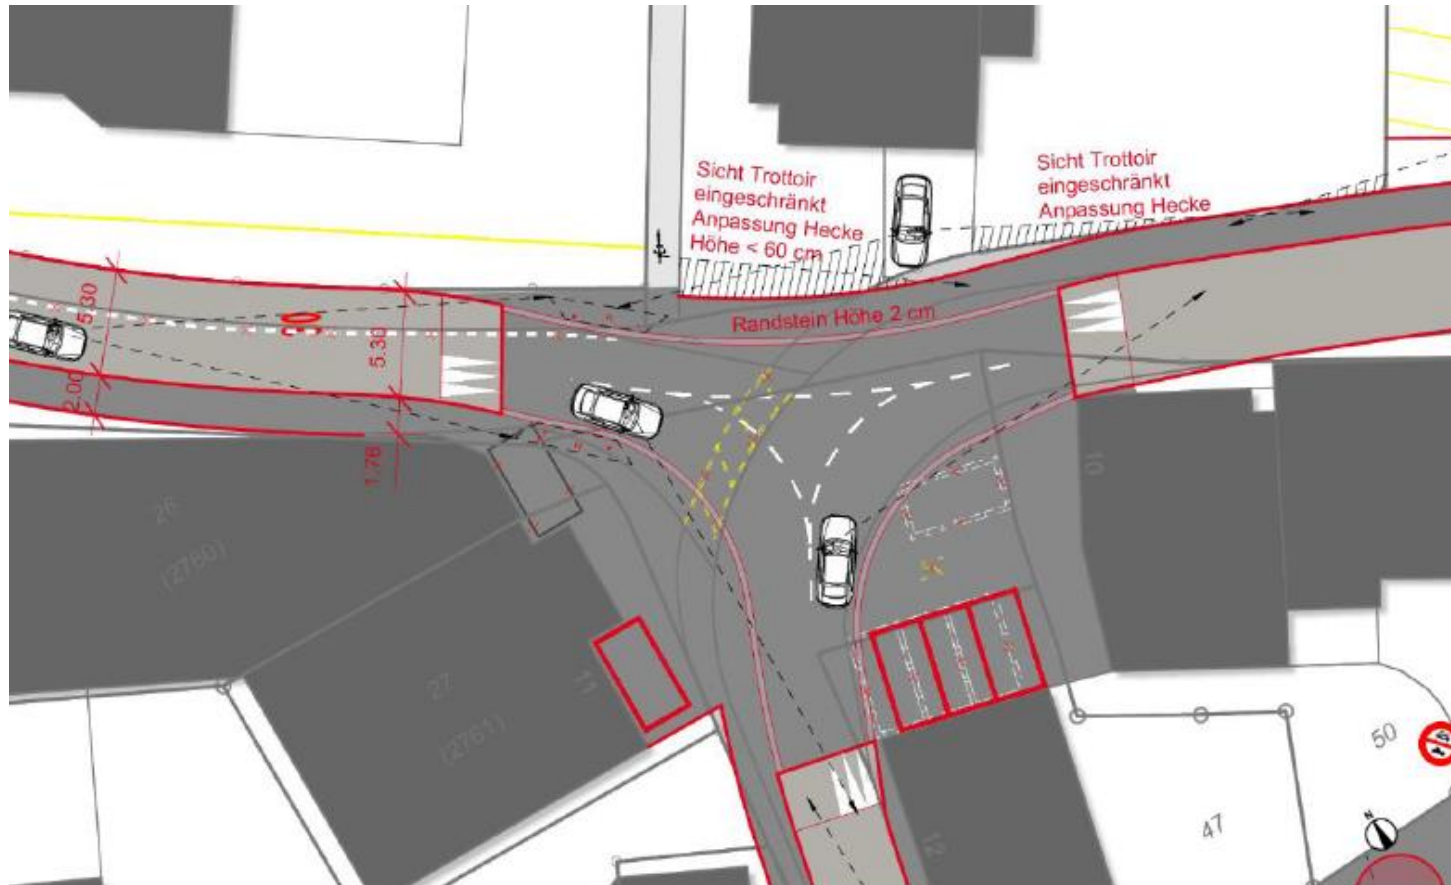 Sicht Trottoir
eingeschränkt
Anpassung Hecke
Höhe < 60 cm
Sicht Trottoir
eingeschränkt
Anpassung Hecke
Randstein Höhe 2 cm
5.30
30
5.30
2.00
1.76
10
26
(2760)
27
(2761)
11
12
50
47
N